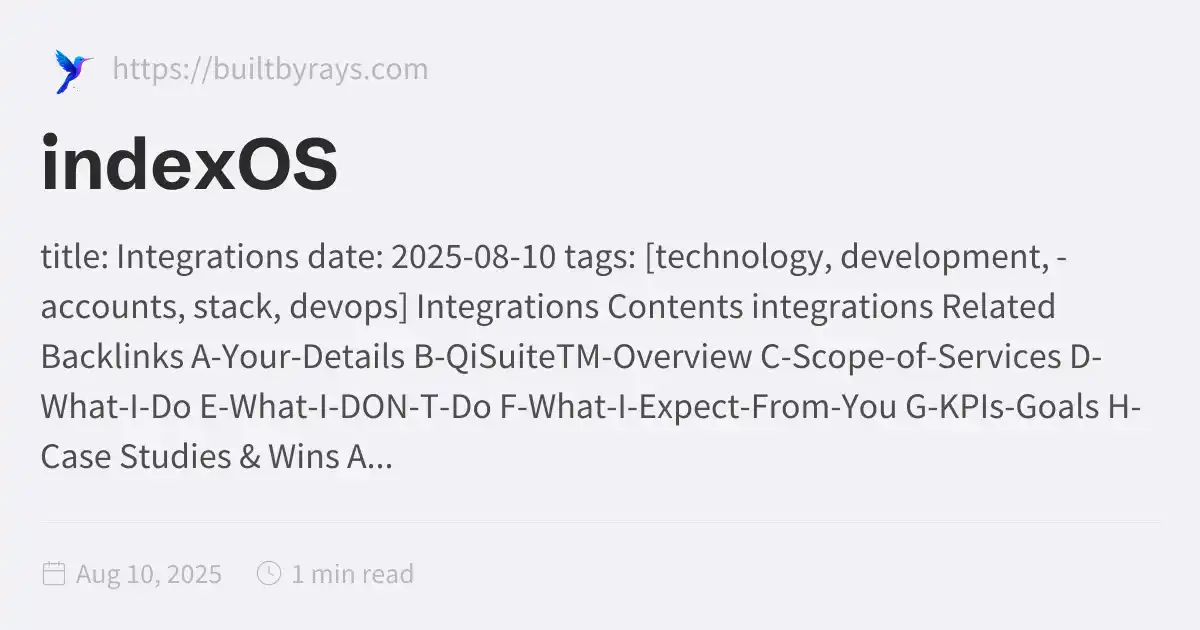 https://builtbyrays.com
indexOS
title: Integrations date: 2025-08-10 tags: [technology, development, -
accounts, stack, devops] Integrations Contents integrations Related
Backlinks A-Your-Details B-QiSuiteTM-Overview C-Scope-of-Services D-
What-I-Do E-What-I-DON-T-Do F-What-I-Expect-From-You G-KPIs-Goals H-
Case Studies & Wins A...
Aug 10, 2025 1 min read